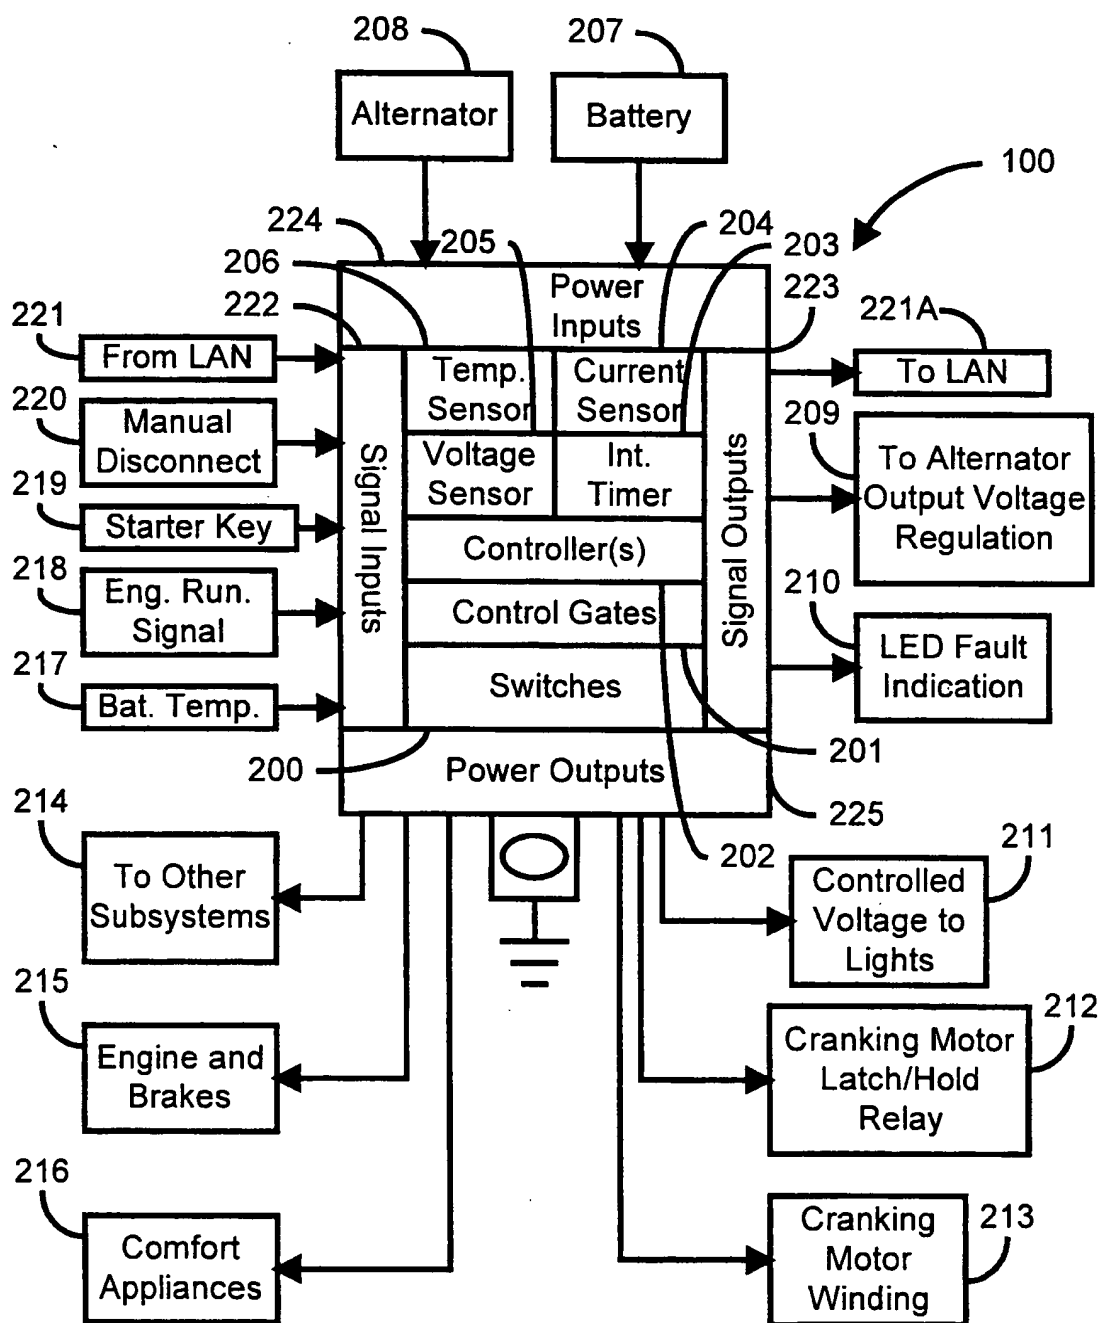 208
207
Alternator
Battery
100
224
205
204
203
206
Power
Inputs
223
222
221
221A
From LAN
Temp.
Sensor
Current
Sensor
To LAN
220
209
Manual
Disconnect
Signal Inputs
Voltage
Sensor
Int.
Timer
Signal Outputs
To Alternator
Output Voltage
Regulation
219
Starter Key
Controller(s)
218
210
Eng. Run.
Signal
Control Gates
LED Fault
Indication
217
Bat. Temp.
Switches
200
Power Outputs
201
214
225
202
211
To Other
Subsystems
Controlled
Voltage to
Lights
215
212
Engine and
Brakes
Cranking Motor
Latch/Hold
Relay
216
213
Comfort
Appliances
Cranking
Motor
Winding